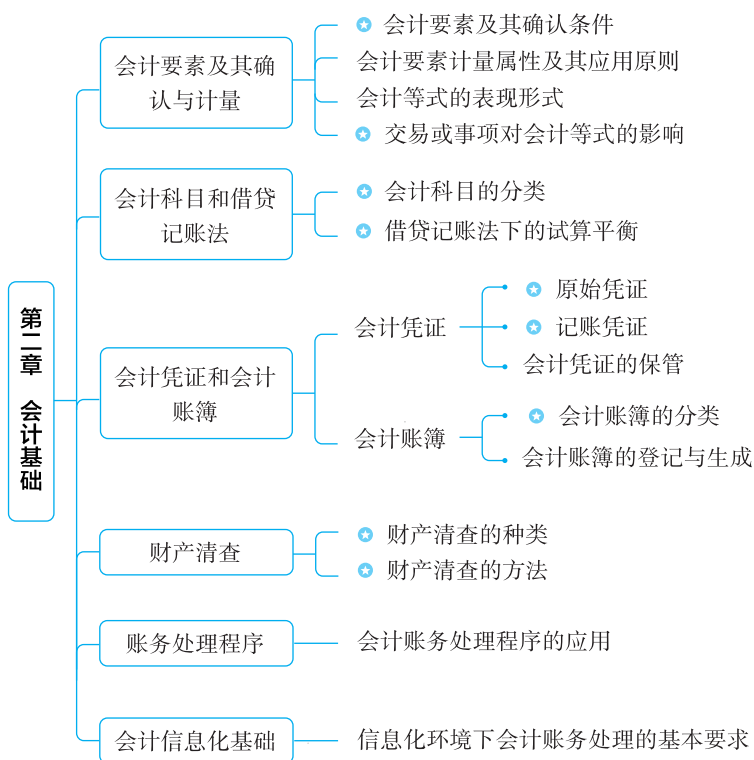 第二章 会计基础
会计要素及其确
认与计量
会计要素及其确认条件
会计要素计量属性及其应用原则
会计等式的表现形式
交易或事项对会计等式的影响
会计科目和借贷
记账法
会计科目的分类
借贷记账法下的试算平衡
会计凭证和会计
账簿
会计凭证
原始凭证
记账凭证
会计凭证的保管
会计账簿
会计账簿的分类
会计账簿的登记与生成
财产清查
财产清查的种类
财产清查的方法
账务处理程序
会计账务处理程序的应用
会计信息化基础
信息化环境下会计账务处理的基本要求